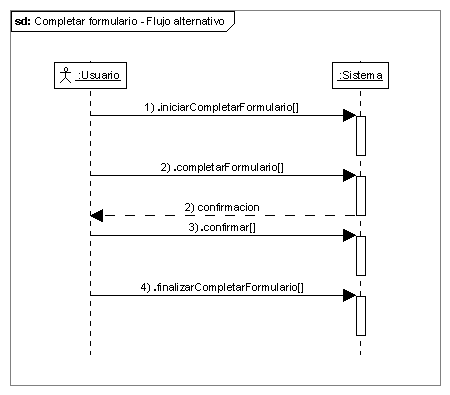 sd: Completar formulario - Flujo alternativo
:Usuario
:Sistema
1) .iniciarCompletarFormulario[]
2) .completarFormulario[]
2) confirmacion
3) .confirmar[]
4) .finalizarCompletarFormulario[]